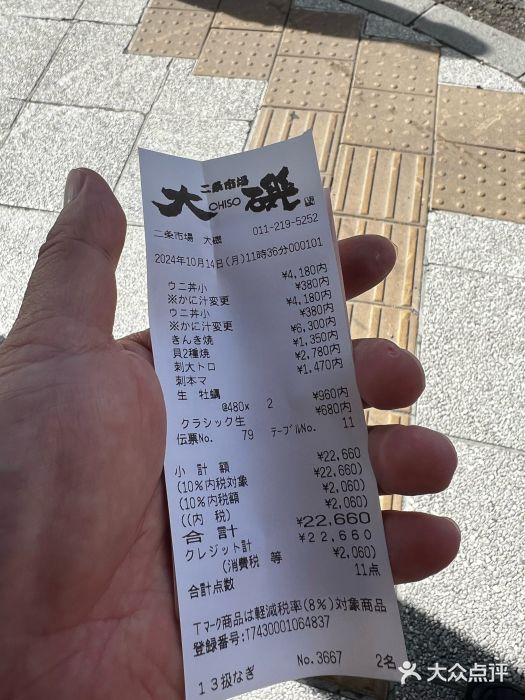 二条市場
大 OHISO 磯
011-219-5252
二条市場 大磯
2024年10月14日(月)11時36分000101
ウニ丼小 ¥4,180内
※かに汁変更 ¥380内
ウニ丼小 ¥4,180内
※かに汁変更 ¥380内
きんき焼 ¥6,300内
貝2種焼 ¥1,350内
刺大トロ ¥2,780内
刺本マ ¥1,470内
生 牡蠣
@480x 2 ¥960内
クラシック生 ¥680内
伝票No. 79 テーブルNo. 11
小 計 額 ¥22,660
(10%内税対象 ¥22,660)
(10%内税額 ¥2,060)
((内 税) ¥2,060)
合 計 ¥22,660
クレジット計 ¥22,660
(消費税 等 ¥2,060)
合計点数 11点
Tマーク商品は軽減税率(8%)対象商品
登録番号:T7430001064837
13扱なぎ No.3667 2名
大众点评